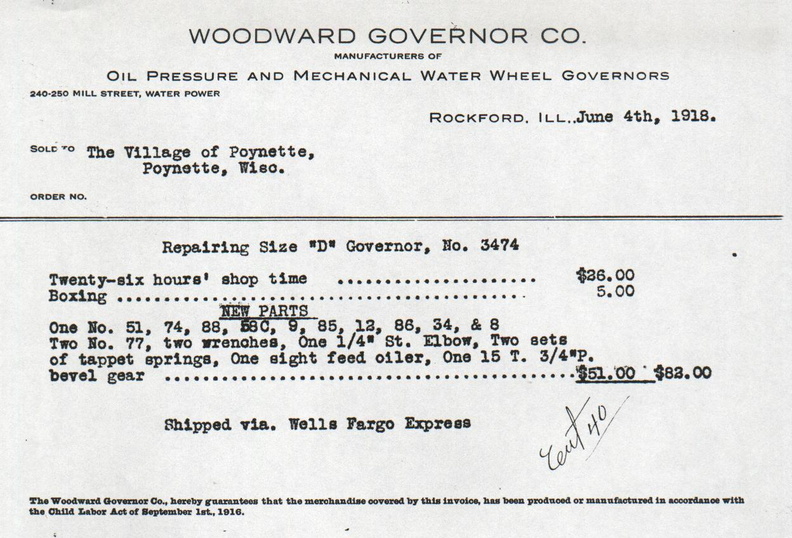 WOODWARD GOVERNOR CO.
MANUFACTURERS OF
OIL PRESSURE AND MECHANICAL WATER WHEEL GOVERNORS
240-250 MILL STREET, WATER POWER
ROCKFORD, ILL., June 4th, 1918.
SOLD TO The Village of Poynette,
Poynette, Wisc.
ORDER NO.
Repairing Size "D" Governor, No. 3474
Twenty-six hours' shop time .................... $26.00
Boxing .......................................... 5.00
NEW PARTS
One No. 51, 74, 88, 58C, 9, 85, 12, 86, 34, & 8
Two No. 77, two wrenches, One 1/4" St. Elbow, Two sets
of tappet springs, One sight feed oiler, One 15 T. 3/4"P.
bevel gear ..........................................$51.00 $82.00
Shipped via. Wells Fargo Express
40
The Woodward Governor Co., hereby guarantees that the merchandise covered by this invoice, has been produced or manufactured in accordance with
the Child Labor Act of September 1st., 1916.